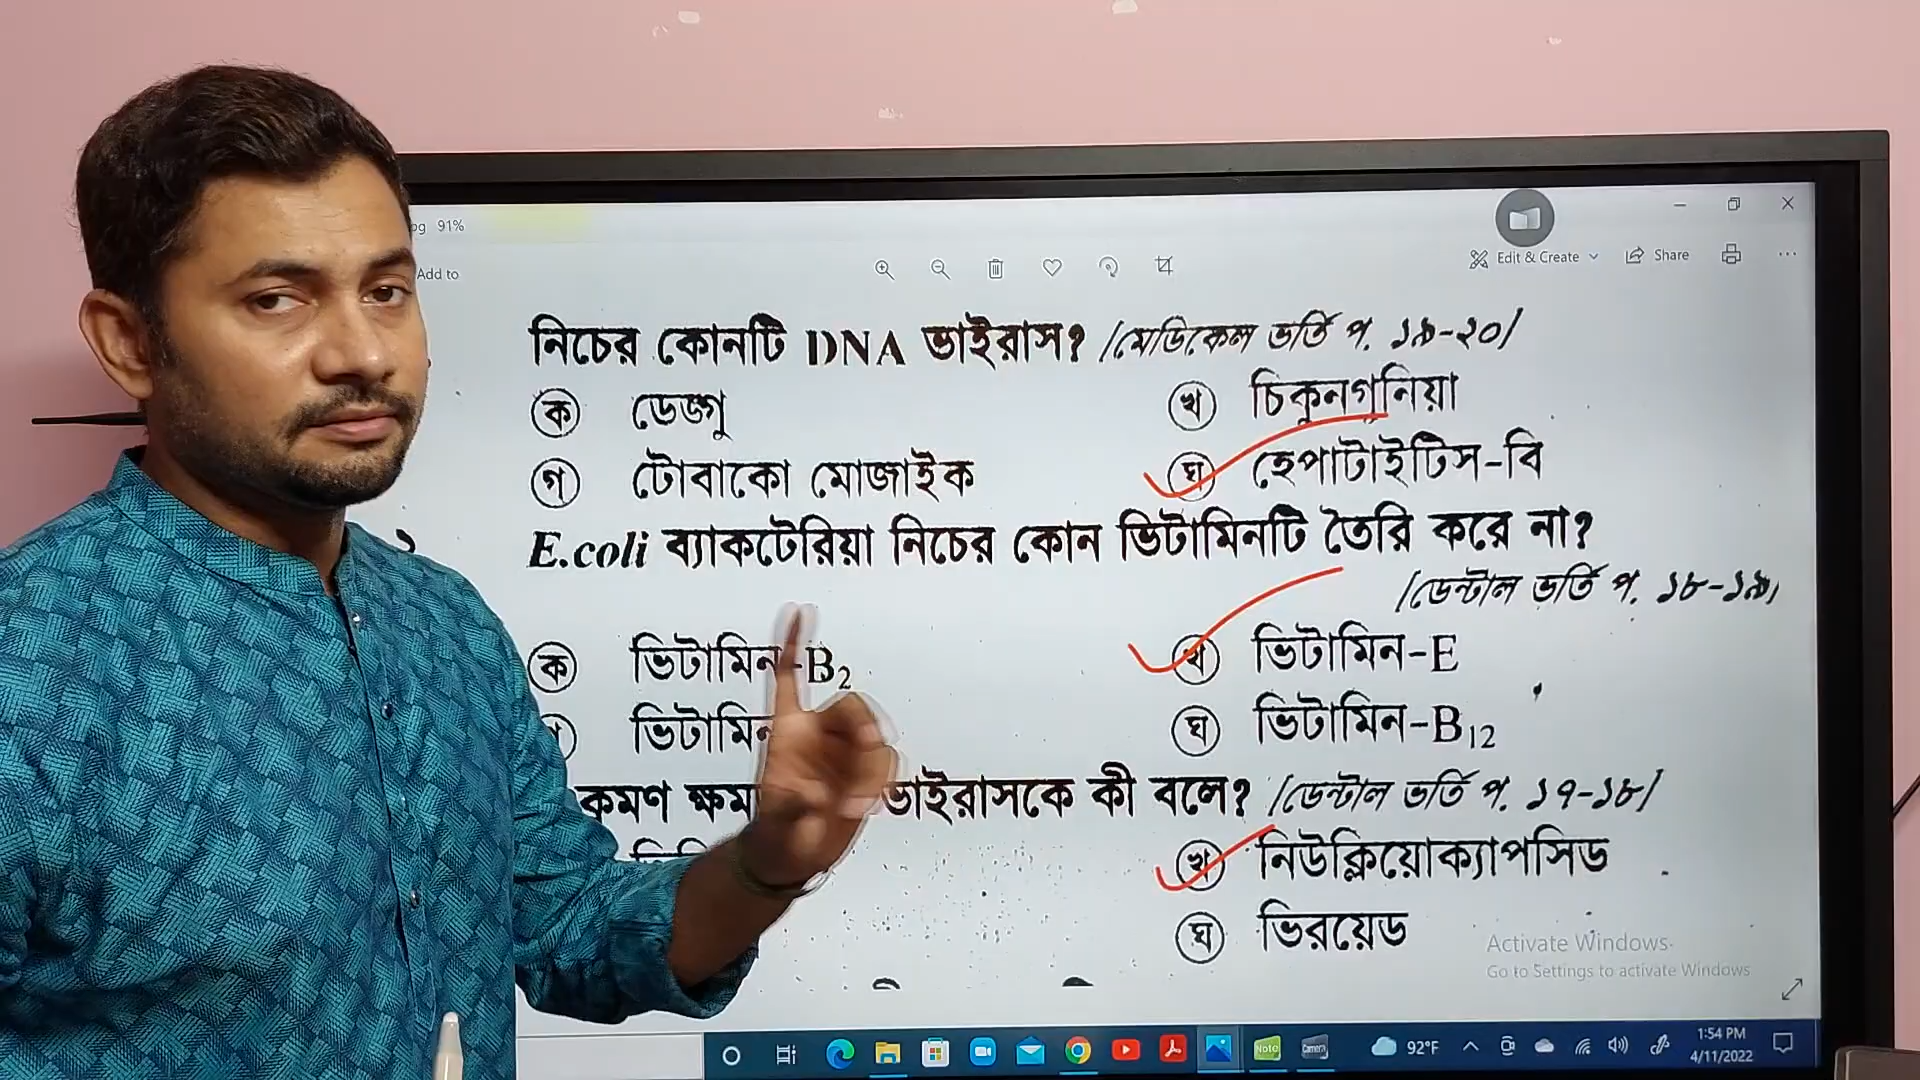 91%
Add to
Edit & Create
Share
নিচের কোনটি DNA ভাইরাস? [মেডিকেল ভর্তি প. ১৯-২০]
ক ডেঙ্গু
খ চিকুনগুনিয়া
গ টোবাকো মোজাইক
ঘ হেপাটাইটিস-বি
E.coli ব্যাকটেরিয়া নিচের কোন ভিটামিনটি তৈরি করে না?
[ডেন্টাল ভর্তি প. ১৮-১৯]
ক ভিটামিন-B2
খ ভিটামিন-E
ভিটামিন
ঘ ভিটামিন-B12
ভাইরাসকে কী বলে? [ডেন্টাল ভর্তি প. ১৭-১৮]
খ নিউক্লিয়োক্যাপসিড
ঘ ভিরয়েড
Activate Windows
Go to Settings to activate Windows
92°F
1:54 PM
4/11/2022